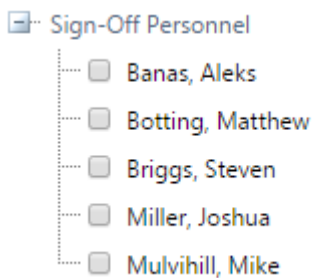 Sign-Off Personnel
Banas, Aleks
Botting, Matthew
Briggs, Steven
Miller, Joshua
Mulvihill, Mike